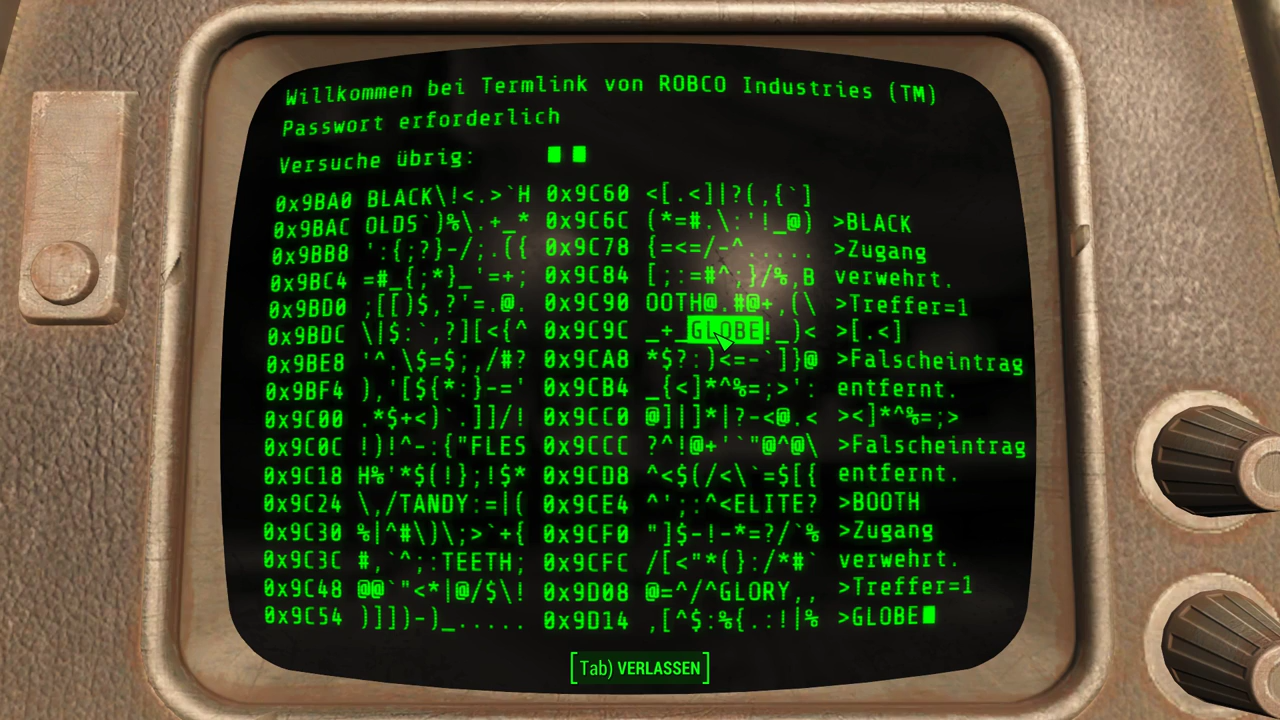 Willkommen bei Termlink von ROBCO Industries (TM)
Passwort erforderlich
Versuche übrig: ■ ■
0x9BA0 BLACK\!<.>`H 0x9C60 <[.<]|?(,{`]
0x9BAC OLDS`)%\.+_* 0x9C6C (*=#.\:'!_@) >BLACK
0x9BB8 ':{;?}-/;.({ 0x9C78 {=<=/-^..... >Zugang
0x9BC4 =#_{;*}_'=+; 0x9C84 [;:=#^;}/%,B verwehrt.
0x9BD0 ;[[)$,?'=.@. 0x9C90 OOTH@.#@+,(\ >Treffer=1
0x9BDC \|$:`,?][<{^ 0x9C9C _+_GLOBE!_)< >[.<]
0x9BE8 '^.\$=$;,/#? 0x9CA8 *$?:)<=-`]}@ >Falscheintrag
0x9BF4 ),'[${*:}-=' 0x9CB4 _{<]*^%=;>': entfernt.
0x9C00 .*$+<)`.]]/! 0x9CC0 @]|]*|?-<@.< ><]*^%=;>
0x9C0C !)!^-:{"FLES 0x9CCC ?^!@+'`"@^@\ >Falscheintrag
0x9C18 H%'*$(!};!$* 0x9CD8 ^<$(/<\`=$[{ entfernt.
0x9C24 \,/TANDY:=|( 0x9CE4 ^';:^<ELITE? >BOOTH
0x9C30 %|^#\)\;>`+{ 0x9CF0 "]$-!-*=?/`% >Zugang
0x9C3C #,`^;:TEETH; 0x9CFC /[<"*(}:/*#` verwehrt.
0x9C48 @@`"<*|@/$\! 0x9D08 @=^/^GLORY,, >Treffer=1
0x9C54 )]])-)_..... 0x9D14 ,[^$:%{.:!|% >GLOBE■
[Tab) VERLASSEN]